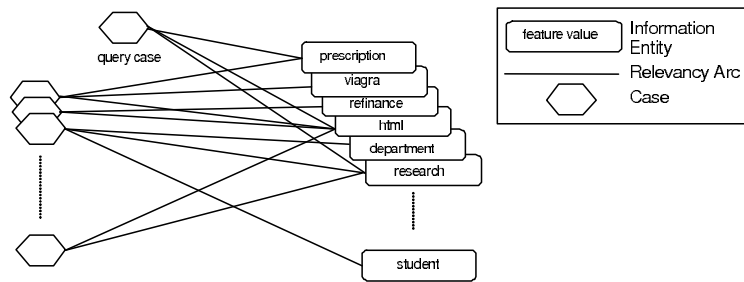 query case
prescription
viagra
refinance
html
department
research
student
feature value
Information
Entity
Relevancy Arc
Case